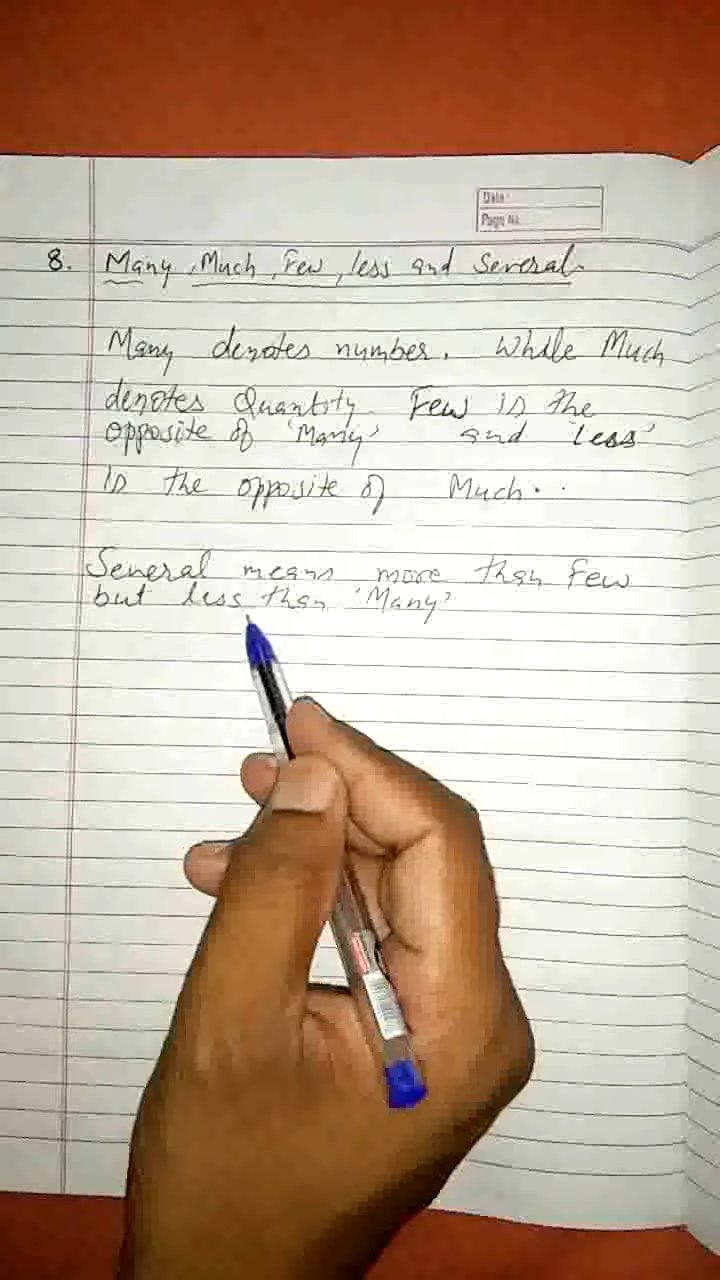 Date:
Page No.
8. Many, Much, Few, less and Several.
Many denotes number. While Much
denotes Quantity. Few is the
opposite of 'Many' and 'less'
is the opposite of Much..
Several means more than Few
but less than 'Many'